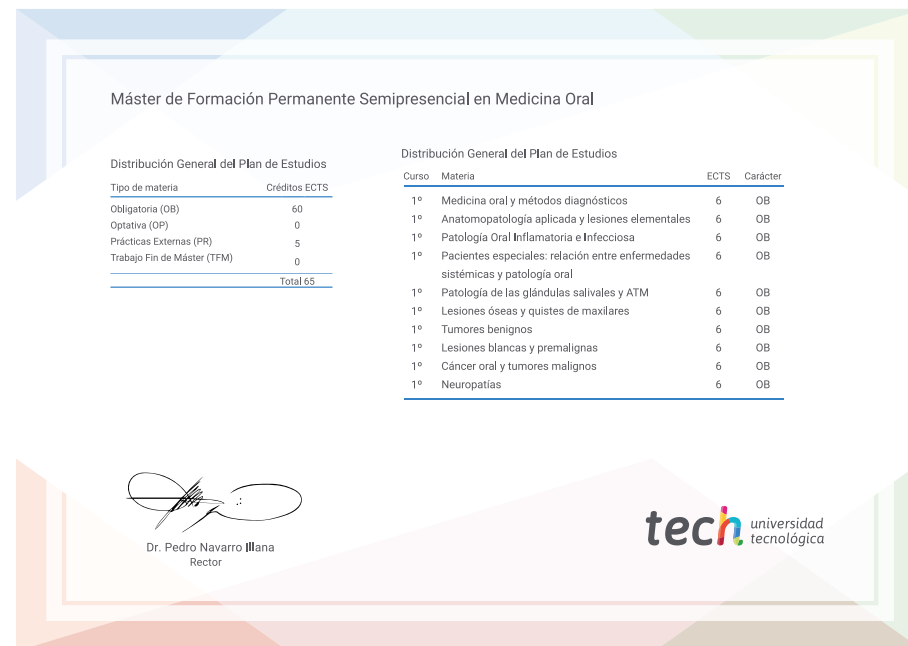 Máster de Formación Permanente Semipresencial en Medicina Oral
Distribución General del Plan de Estudios
Tipo de materia Créditos ECTS
Obligatoria (OB) 60
Optativa (OP) 0
Prácticas Externas (PR) 5
Trabajo Fin de Máster (TFM) 0
Total 65
Distribución General del Plan de Estudios
Curso Materia ECTS Carácter
1º Medicina oral y métodos diagnósticos 6 OB
1º Anatomopatología aplicada y lesiones elementales 6 OB
1º Patología Oral Inflamatoria e Infecciosa 6 OB
1º Pacientes especiales: relación entre enfermedades 6 OB
sistémicas y patología oral
1º Patología de las glándulas salivales y ATM 6 OB
1º Lesiones óseas y quistes de maxilares 6 OB
1º Tumores benignos 6 OB
1º Lesiones blancas y premalignas 6 OB
1º Cáncer oral y tumores malignos 6 OB
1º Neuropatías 6 OB
Dr. Pedro Navarro Illana
Rector
tech universidad
tecnológica